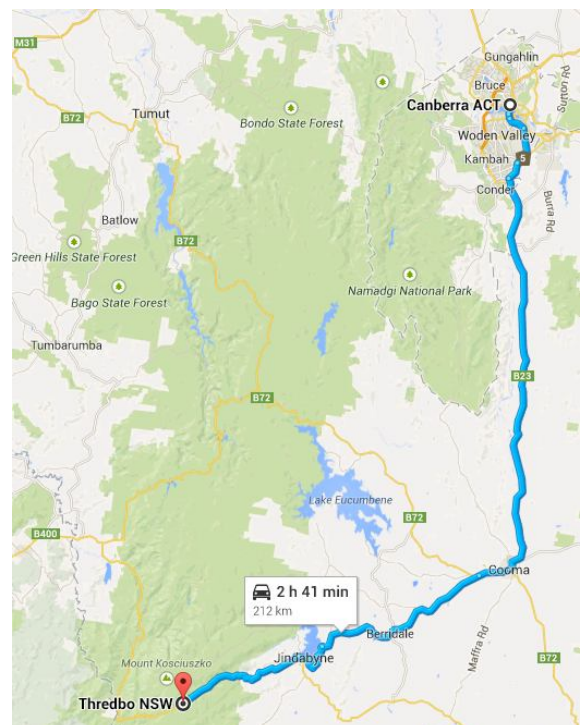 M31
Gungahlin
Sutton Rd
Bruce
Canberra ACT
B72
Tumut
Bondo State Forest
Woden Valley
Kambah
5
Conder
Burra Rd
Batlow
B72
Green Hills State Forest
Namadgi National Park
Bago State Forest
Tumbarumba
B23
B72
Lake Eucumbene
B72
B400
Cooma
2 h 41 min
212 km
Berridale
Maffra Rd
Jindabyne
B72
Mount Kosciuszko
Thredbo NSW